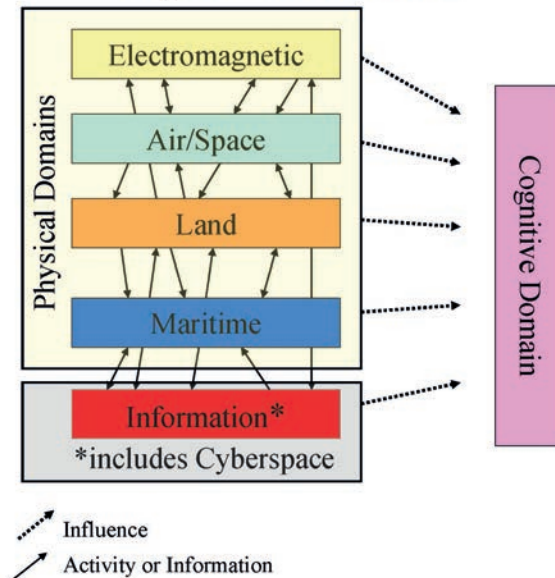 Physical Domains
Electromagnetic
Air/Space
Land
Maritime
Information*
*includes Cyberspace
Cognitive Domain
Influence
Activity or Information